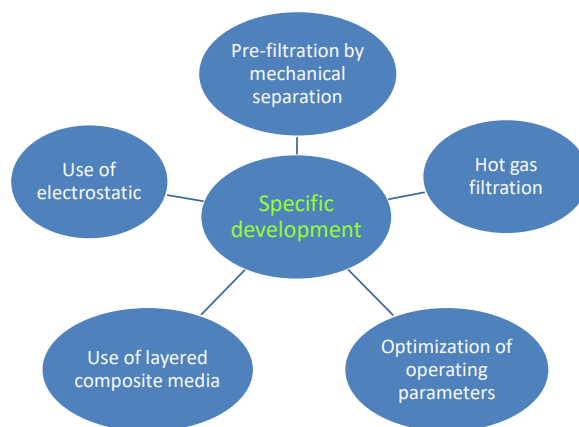 Pre-filtration by
mechanical
separation
Use of
electrostatic
Hot gas
filtration
Specific
development
Use of layered
composite media
Optimization of
operating
parameters